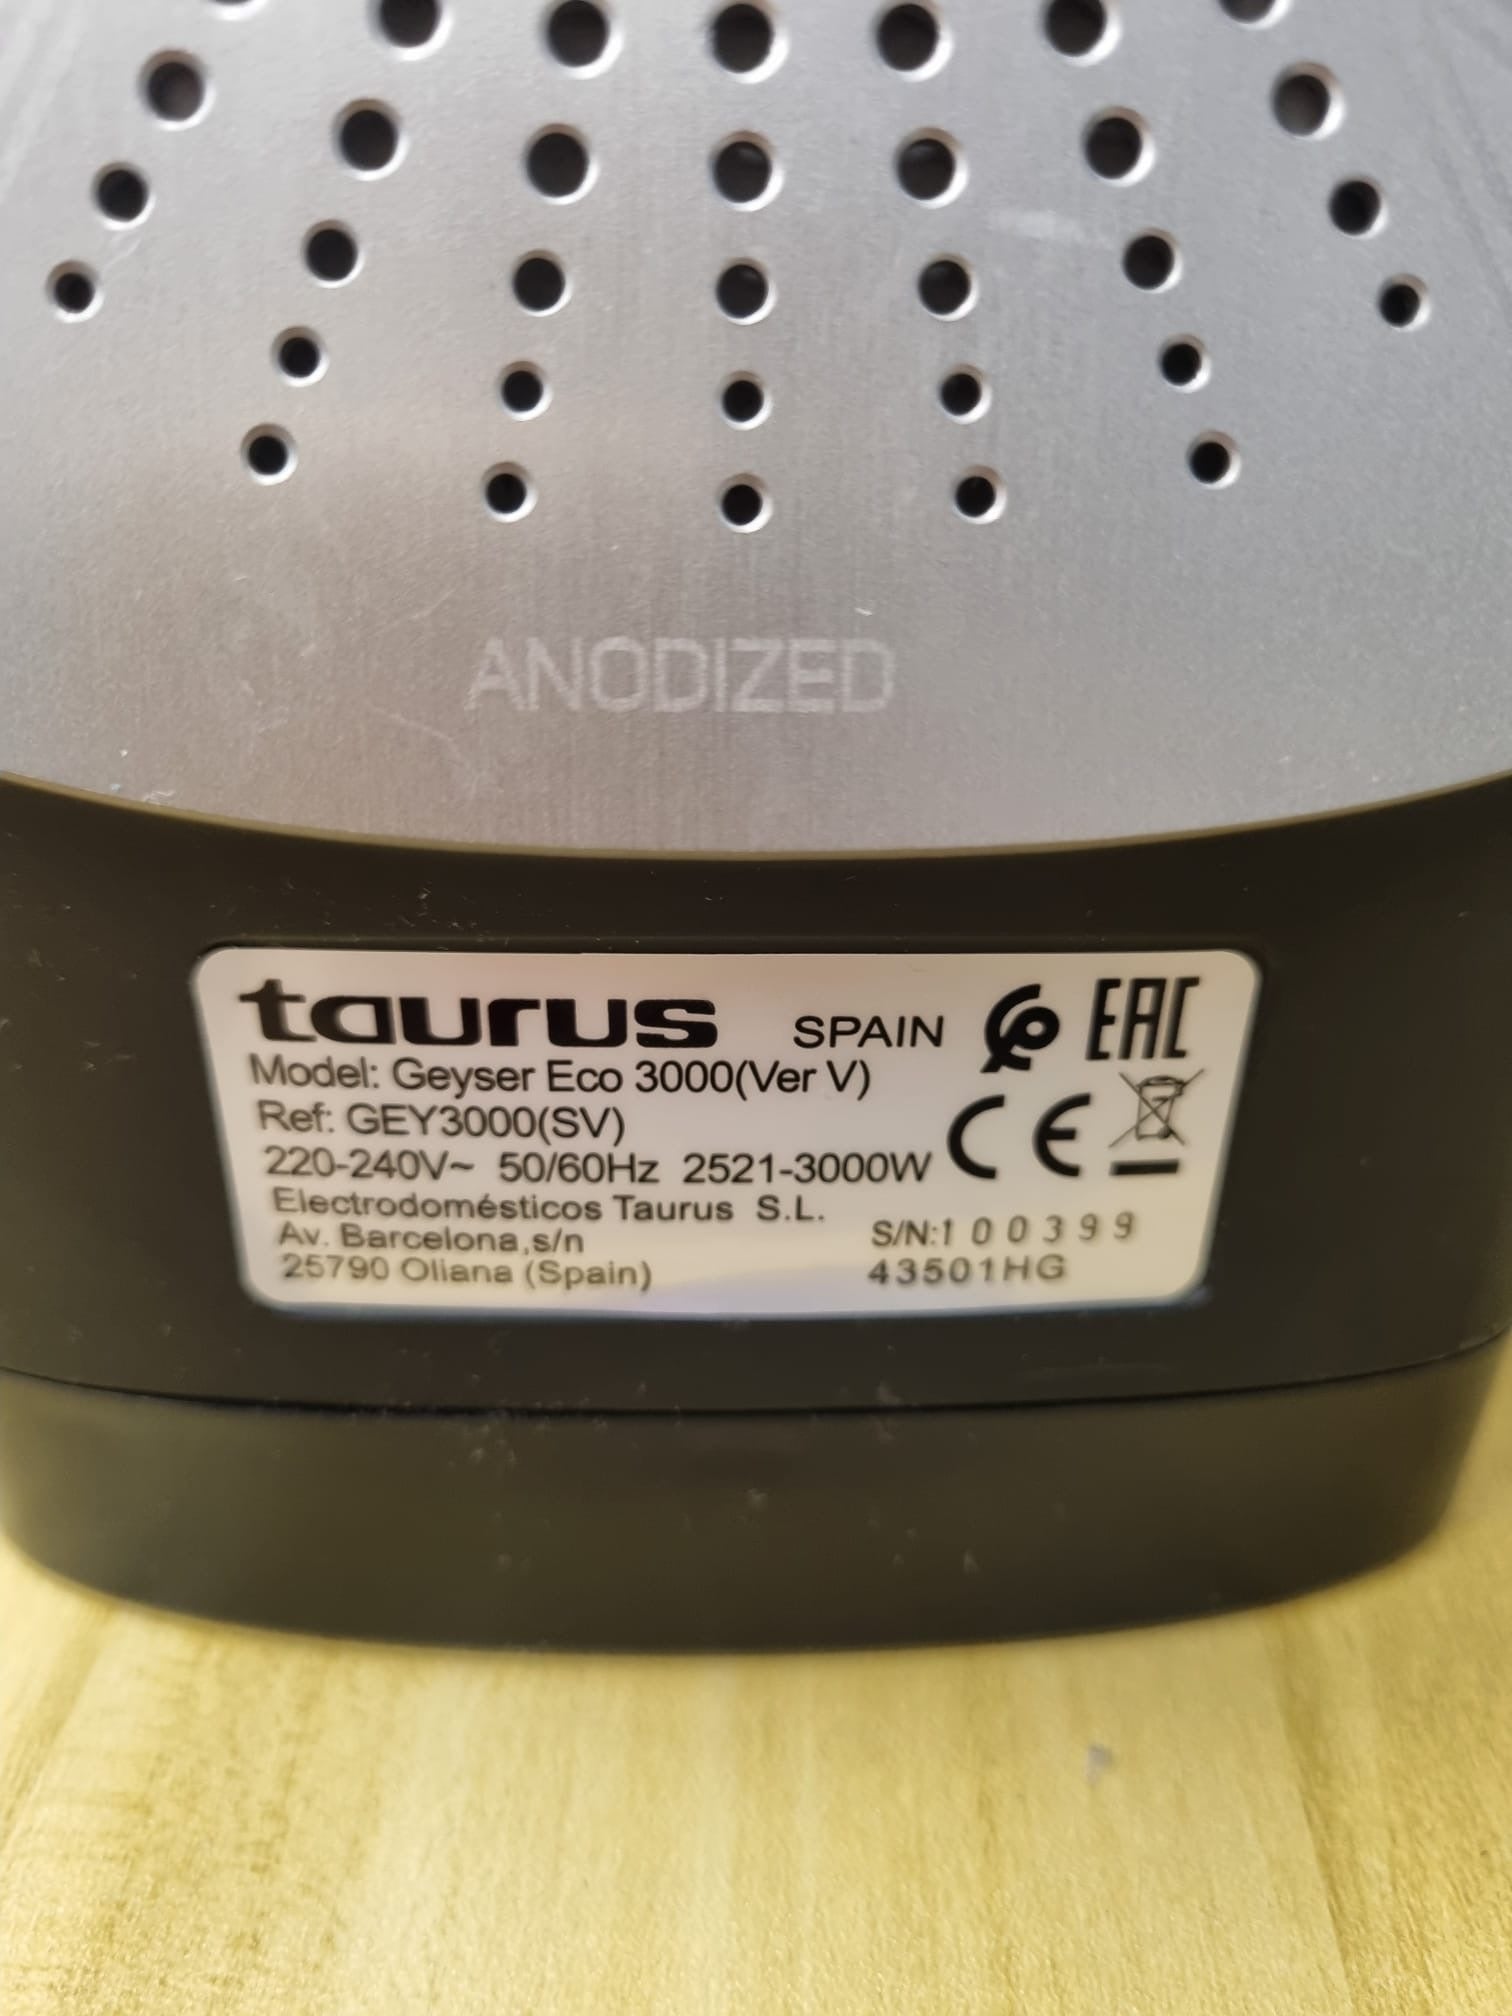 ANODIZED
taurus SPAIN EAC
Model: Geyser Eco 3000(Ver V)
Ref: GEY3000(SV)
220-240V~ 50/60Hz 2521-3000W CE
Electrodomésticos Taurus S.L.
Av. Barcelona,s/n S/N:100399
25790 Oliana (Spain) 43501HG